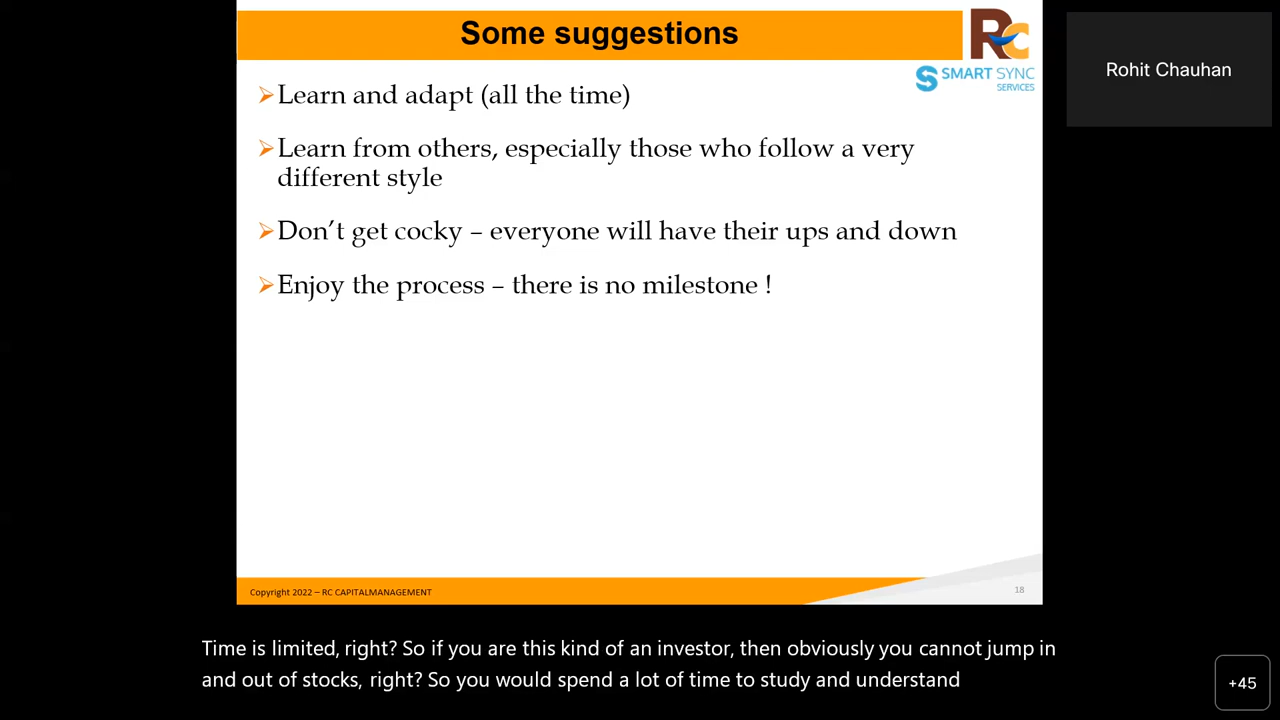 Some suggestions
Rc
SMART SYNC
SERVICES
Rohit Chauhan
➢Learn and adapt (all the time)
➢Learn from others, especially those who follow a very
different style
➢Don’t get cocky – everyone will have their ups and down
➢Enjoy the process – there is no milestone !
Copyright 2022 – RC CAPITALMANAGEMENT
18
Time is limited, right? So if you are this kind of an investor, then obviously you cannot jump in
and out of stocks, right? So you would spend a lot of time to study and understand
+45